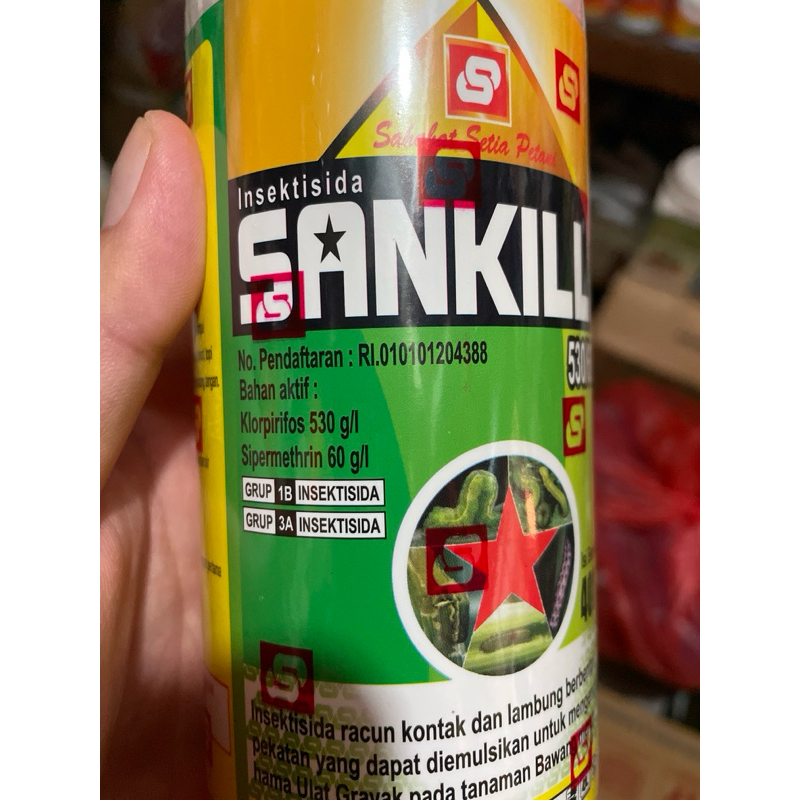 Sahabat Setia Petani
Insektisida
SANKILL
No. Pendaftaran : RI.010101204388
530
Bahan aktif :
Klorpirifos 530 g/l
Sipermethrin 60 g/l
GRUP 1B INSEKTISIDA
GRUP 3A INSEKTISIDA
Insektisida racun kontak dan lambung
pekatan yang dapat diemulsikan untuk
hama Ulat Grayak pada tanaman